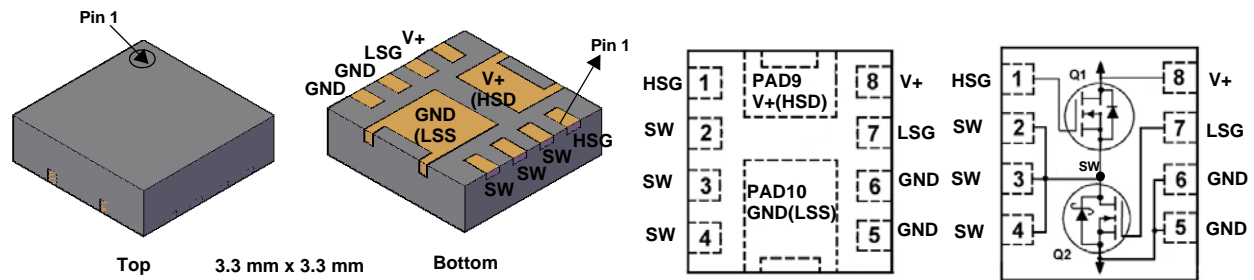 Pin 1
Top
3.3 mm x 3.3 mm
V+
LSG
GND
GND
Pin 1
V+
(HSD
GND
(LSS
HSG
SW
SW
SW
Bottom
HSG 1 PAD9 8 V+
V+(HSD)
SW 2 7 LSG
SW 3 PAD10 6 GND
GND(LSS)
SW 4 5 GND
HSG 1 Q1 8 V+
SW 2 7 LSG
SW 3 SW 6 GND
SW 4 Q2 5 GND